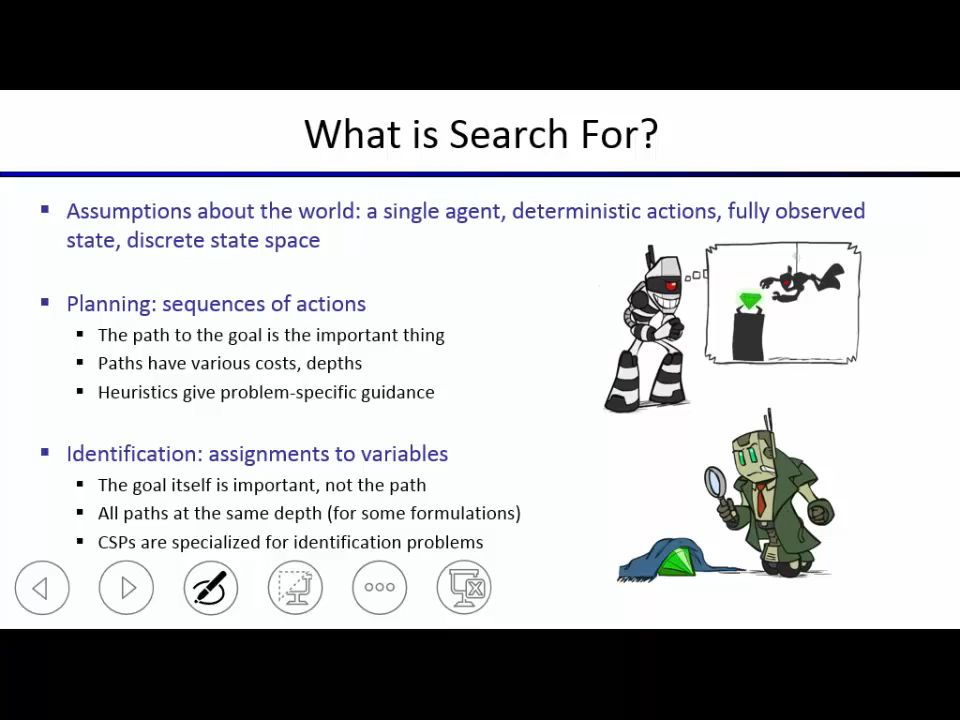 What is Search For?
Assumptions about the world: a single agent, deterministic actions, fully observed
state, discrete state space
Planning: sequences of actions
The path to the goal is the important thing
Paths have various costs, depths
Heuristics give problem-specific guidance
Identification: assignments to variables
The goal itself is important, not the path
All paths at the same depth (for some formulations)
CSPs are specialized for identification problems